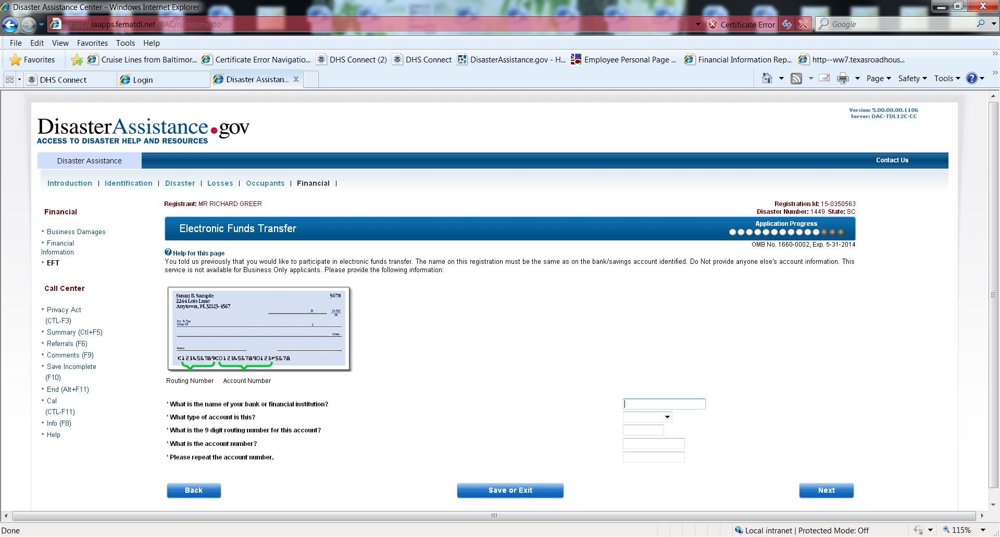 Disaster Assistance Center - Windows Internet Explorer
https://iaapps.fematdl.net/DAC/ri/income.do
Certificate Error
Google
File Edit View Favorites Tools Help
Favorites Cruise Lines from Baltimor... Certificate Error Navigatio... DHS Connect (2) DHS Connect DisasterAssistance.gov - H... Employee Personal Page ... Financial Information Rep... http--ww7.texasroadhous...
DHS Connect Login Disaster Assistan... Page Safety Tools
Version: 5.00.00.00.1106
Server: DAC-TDL12C-CC
DisasterAssistance.gov
ACCESS TO DISASTER HELP AND RESOURCES
Disaster Assistance Contact Us
Introduction | Identification | Disaster | Losses | Occupants | Financial |
Registrant: MR RICHARD GREER
Registration Id: 15-0350563
Disaster Number: 1449 State: SC
Financial
• Business Damages
• Financial
Information
• EFT
Call Center
• Privacy Act
(CTL-F3)
• Summary (Ctl+F5)
• Referrals (F6)
• Comments (F9)
• Save Incomplete
(F10)
• End (Alt+F11)
• Cal
(CTL-F11)
• Info (F8)
• Help
Electronic Funds Transfer
Application Progress
OMB No. 1660-0002, Exp. 5-31-2014
Help for this page
You told us previously that you would like to participate in electronic funds transfer. The name on this registration must be the same as on the bank/savings account identified. Do Not provide anyone else's account information. This
service is not available for Business Only applicants. Please provide the following information:
Susan B. Sample 5678
2244 Lois Lane
Anytown, FL 32123-4567
Pay To The
Order Of
Memo
123456789 01234567890123 5678
Routing Number Account Number
* What is the name of your bank or financial institution?
* What type of account is this?
* What is the 9 digit routing number for this account?
* What is the account number?
* Please repeat the account number.
Back Save or Exit Next
Done Local intranet | Protected Mode: Off 115%